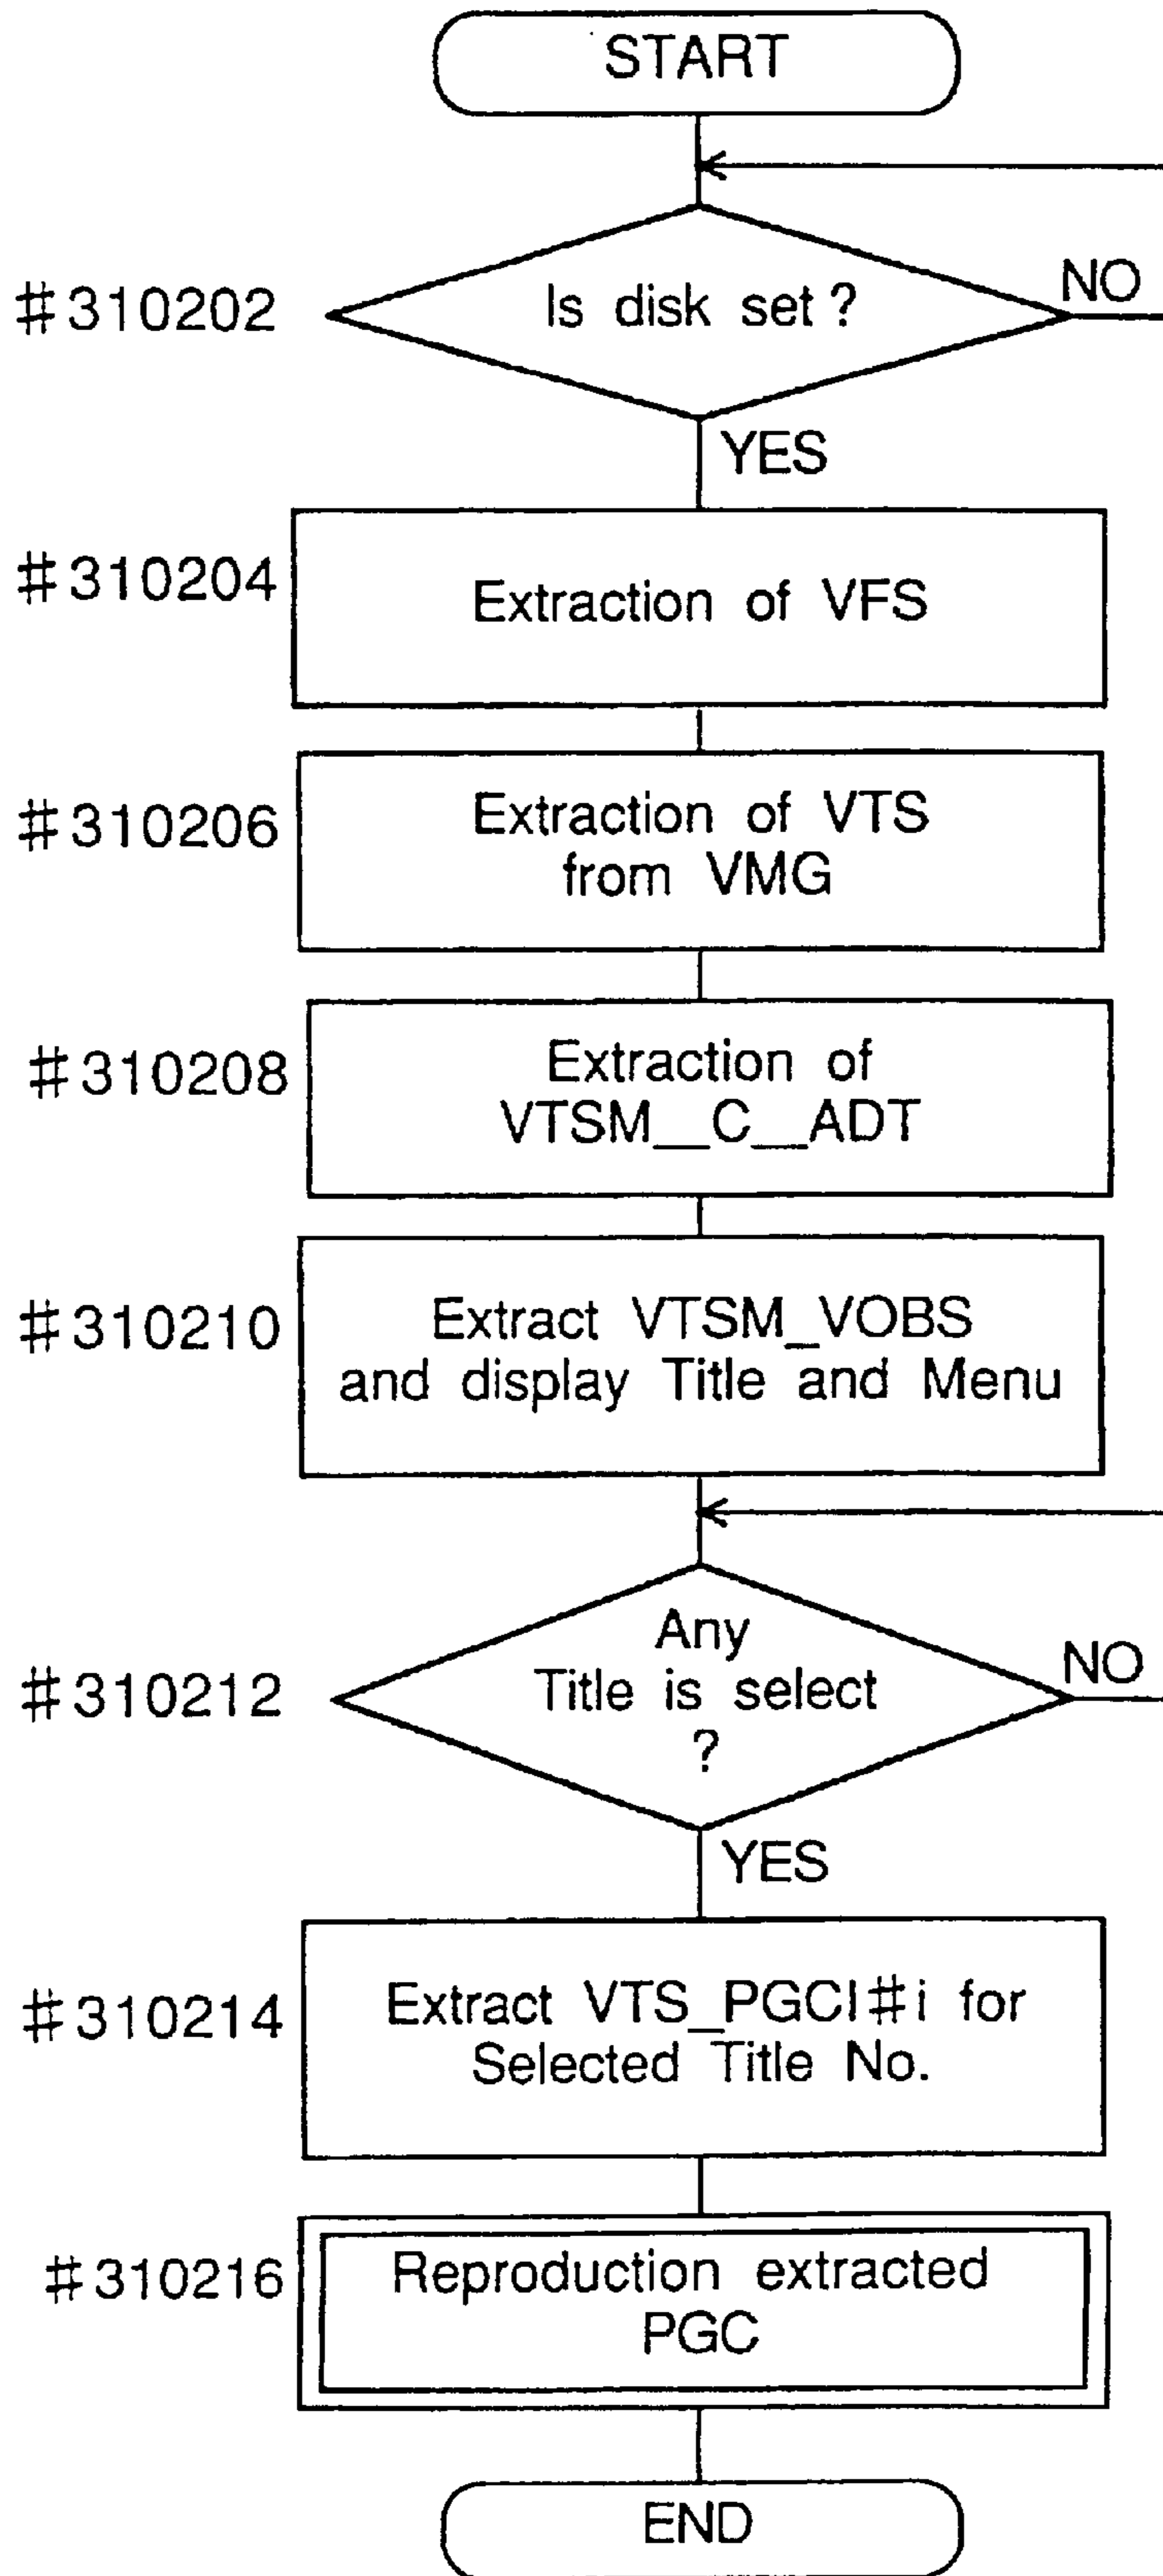 START
#310202
Is disk set ?
NO
YES
#310204
Extraction of VFS
#310206
Extraction of VTS
from VMG
#310208
Extraction of
VTSM__C__ADT
#310210
Extract VTSM_VOBS
and display Title and Menu
#310212
Any
Title is select
?
NO
YES
#310214
Extract VTS_PGCI#i for
Selected Title No.
#310216
Reproduction extracted
PGC
END